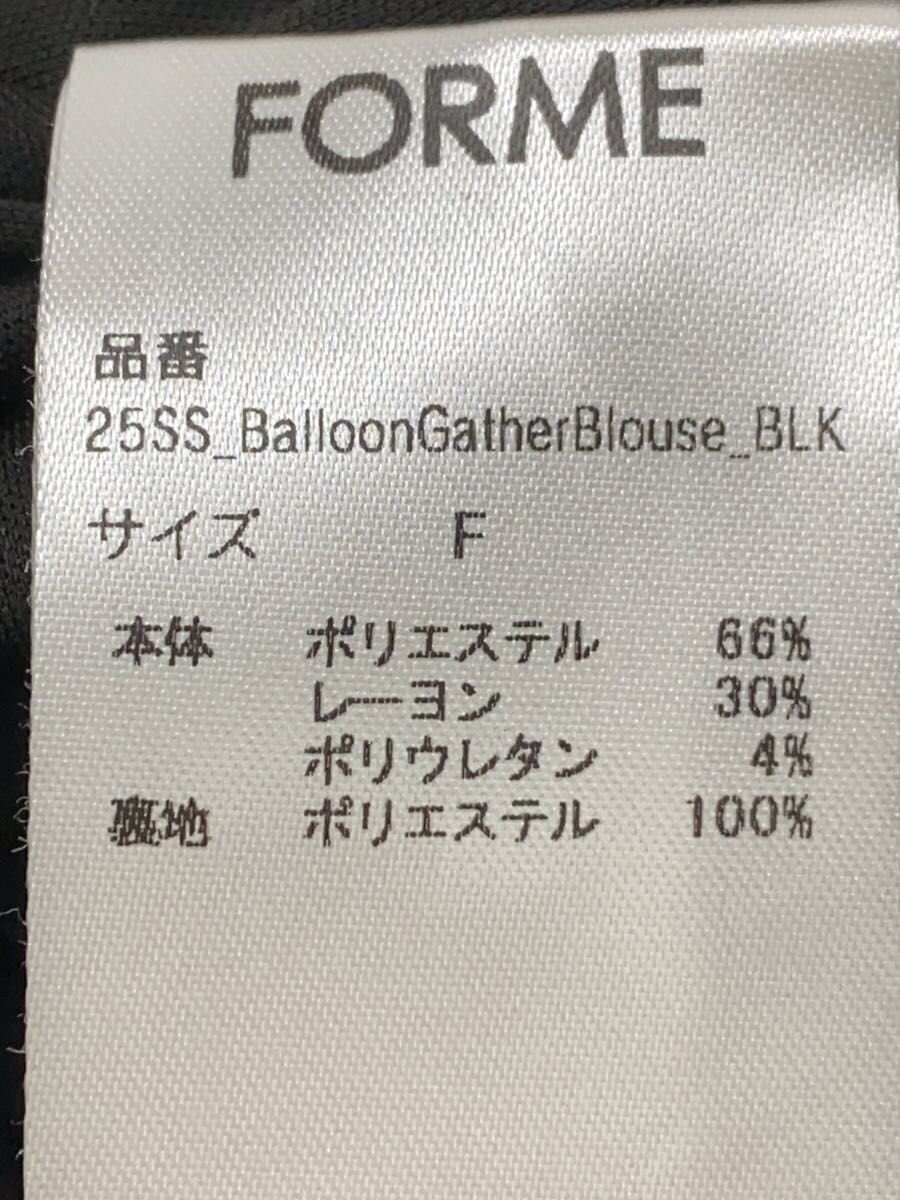 FORME
品番
25SS_BalloonGatherBlouse_BLK
サイズ F
本体 ポリエステル 66%
レーヨン 30%
ポリウレタン 4%
裏地 ポリエステル 100%